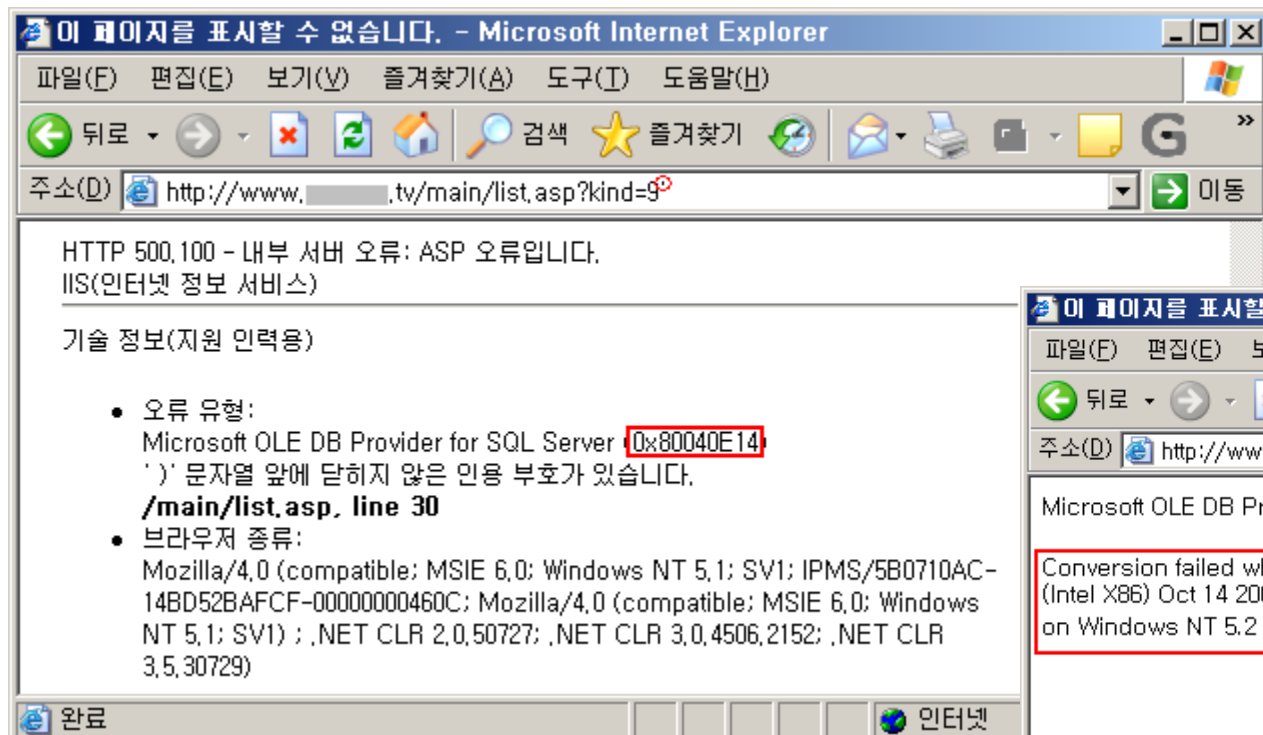 이 페이지를 표시할 수 없습니다. - Microsoft Internet Explorer
파일(F) 편집(E) 보기(V) 즐겨찾기(A) 도구(T) 도움말(H)
뒤로 검색 즐겨찾기 G »
주소(D) http://www. .tv/main/list.asp?kind=9 이동
HTTP 500.100 - 내부 서버 오류: ASP 오류입니다.
IIS(인터넷 정보 서비스)
기술 정보(지원 인력용)
• 오류 유형:
Microsoft OLE DB Provider for SQL Server (0x80040E14)
' )' 문자열 앞에 닫히지 않은 인용 부호가 있습니다.
/main/list.asp, line 30
• 브라우저 종류:
Mozilla/4.0 (compatible; MSIE 6.0; Windows NT 5.1; SV1; IPMS/5B0710AC-
14BD52BAFCF-00000000460C; Mozilla/4.0 (compatible; MSIE 6.0; Windows
NT 5.1; SV1) ; .NET CLR 2.0.50727; .NET CLR 3.0.4506.2152; .NET CLR
3.5.30729)
완료 인터넷
이 페이지를 표시할
파일(F) 편집(E)
뒤로
주소(D) http://ww
Microsoft OLE DB Pr
Conversion failed wh
(Intel X86) Oct 14 200
on Windows NT 5.2